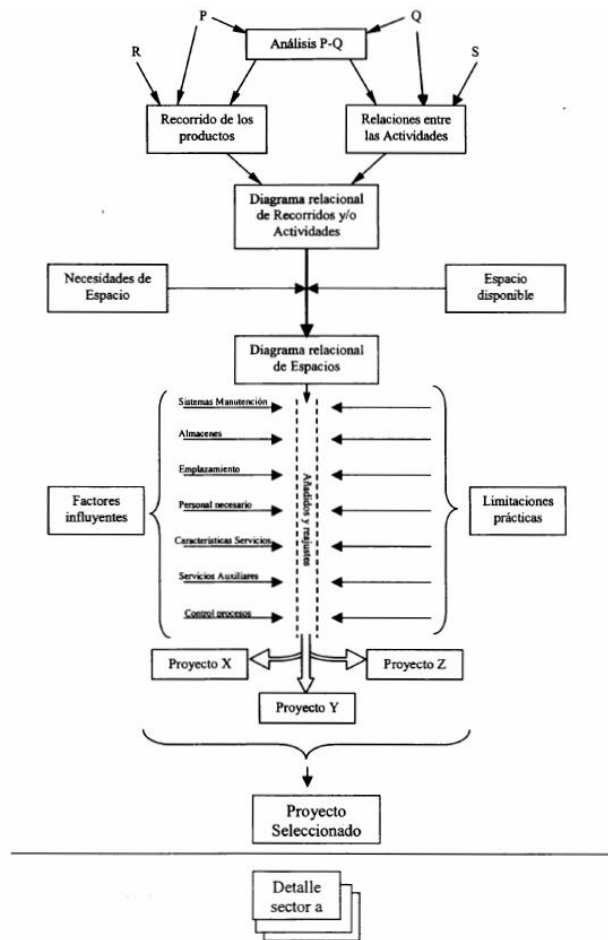 P
Q
Análisis P-Q
R
S
Recorrido de los
productos
Relaciones entre
las Actividades
Diagrama relacional
de Recorridos y/o
Actividades
Necesidades de
Espacio
Espacio
disponible
Diagrama relacional
de Espacios
Sistemas Manutención
Almacenes
Emplazamiento
Personal necesario
Características Servicios
Servicios Auxiliares
Control procesos
Añadidos y reajustes
Factores
influyentes
Limitaciones
prácticas
Proyecto X
Proyecto Z
Proyecto Y
Proyecto
Seleccionado
Detalle
sector a